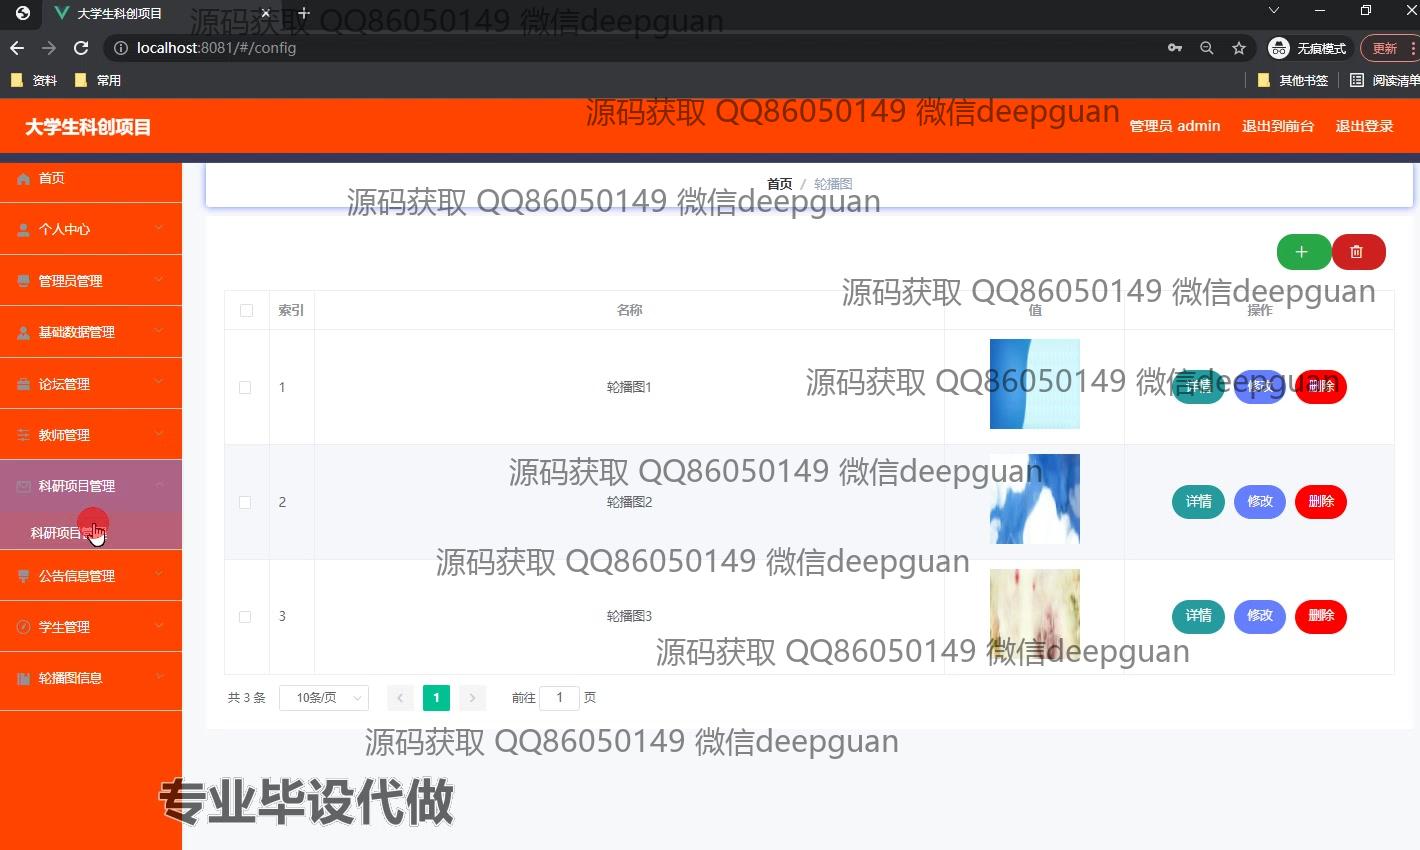 大学生科创项目
源码获取 QQ86050149 微信deepguan
localhost:8081/#/config
无痕模式
更新
资料
常用
其他书签
阅读清单
大学生科创项目
源码获取 QQ86050149 微信deepguan
管理员 admin
退出到前台
退出登录
首页
首页 / 轮播图
源码获取 QQ86050149 微信deepguan
个人中心
管理员管理
源码获取 QQ86050149 微信deepguan
索引 名称 值 操作
基础数据管理
论坛管理
1 轮播图1 详情 修改 删除
源码获取 QQ86050149 微信deepguan
教师管理
源码获取 QQ86050149 微信deepguan
科研项目管理
2 轮播图2 详情 修改 删除
科研项目
源码获取 QQ86050149 微信deepguan
公告信息管理
3 轮播图3 详情 修改 删除
学生管理
源码获取 QQ86050149 微信deepguan
轮播图信息
共 3 条 10条/页 1 前往 1 页
源码获取 QQ86050149 微信deepguan
专业毕设代做